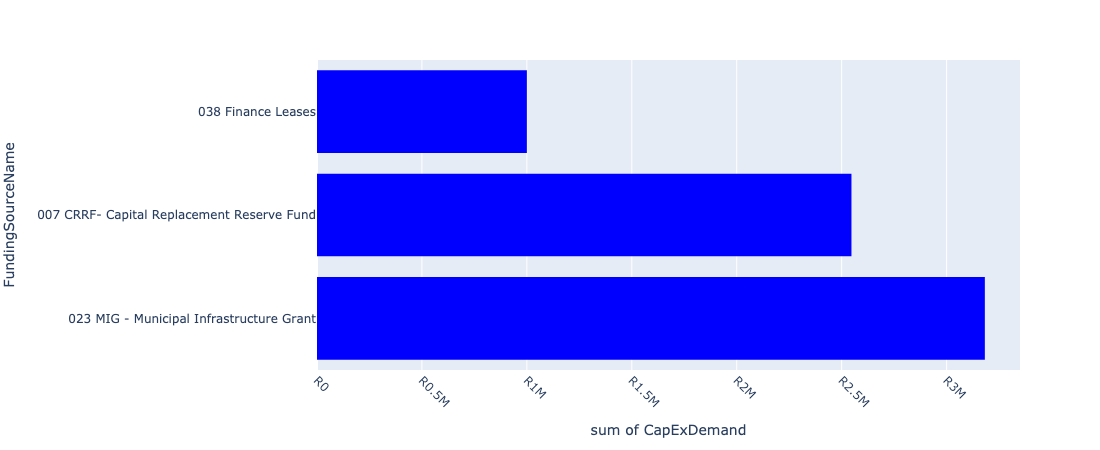 FundingSourceName
038 Finance Leases
007 CRRF- Capital Replacement Reserve Fund
023 MIG - Municipal Infrastructure Grant
R0
R0.5M
R1M
R1.5M
R2M
R2.5M
R3M
sum of CapExDemand